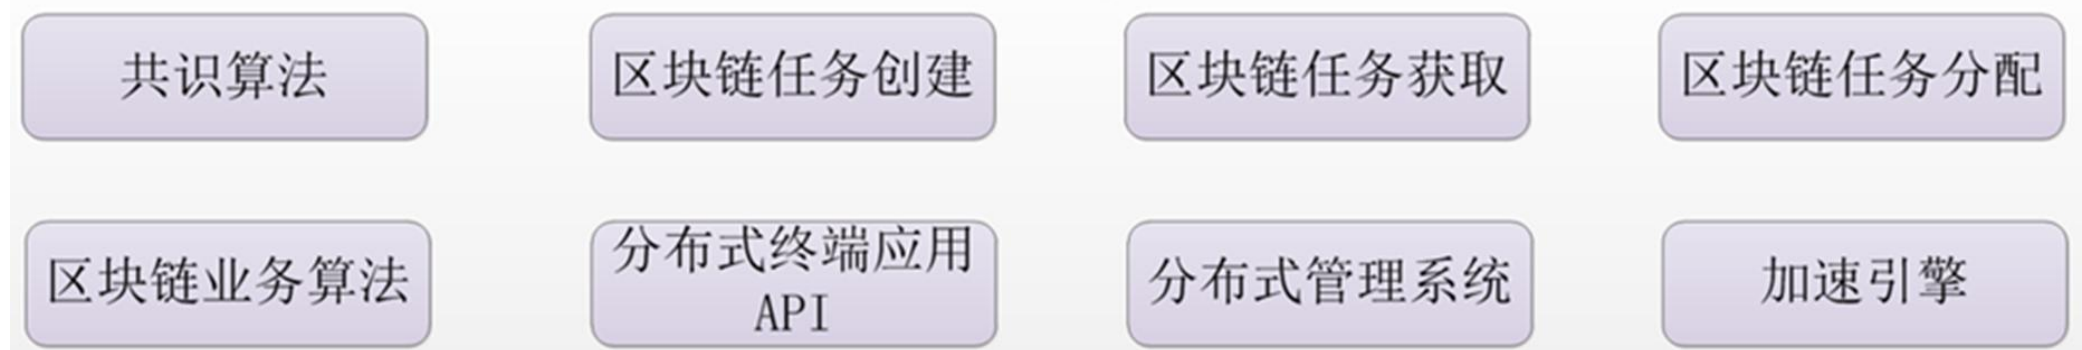 共识算法
区块链任务创建
区块链任务获取
区块链任务分配
区块链业务算法
分布式终端应用
API
分布式管理系统
加速引擎